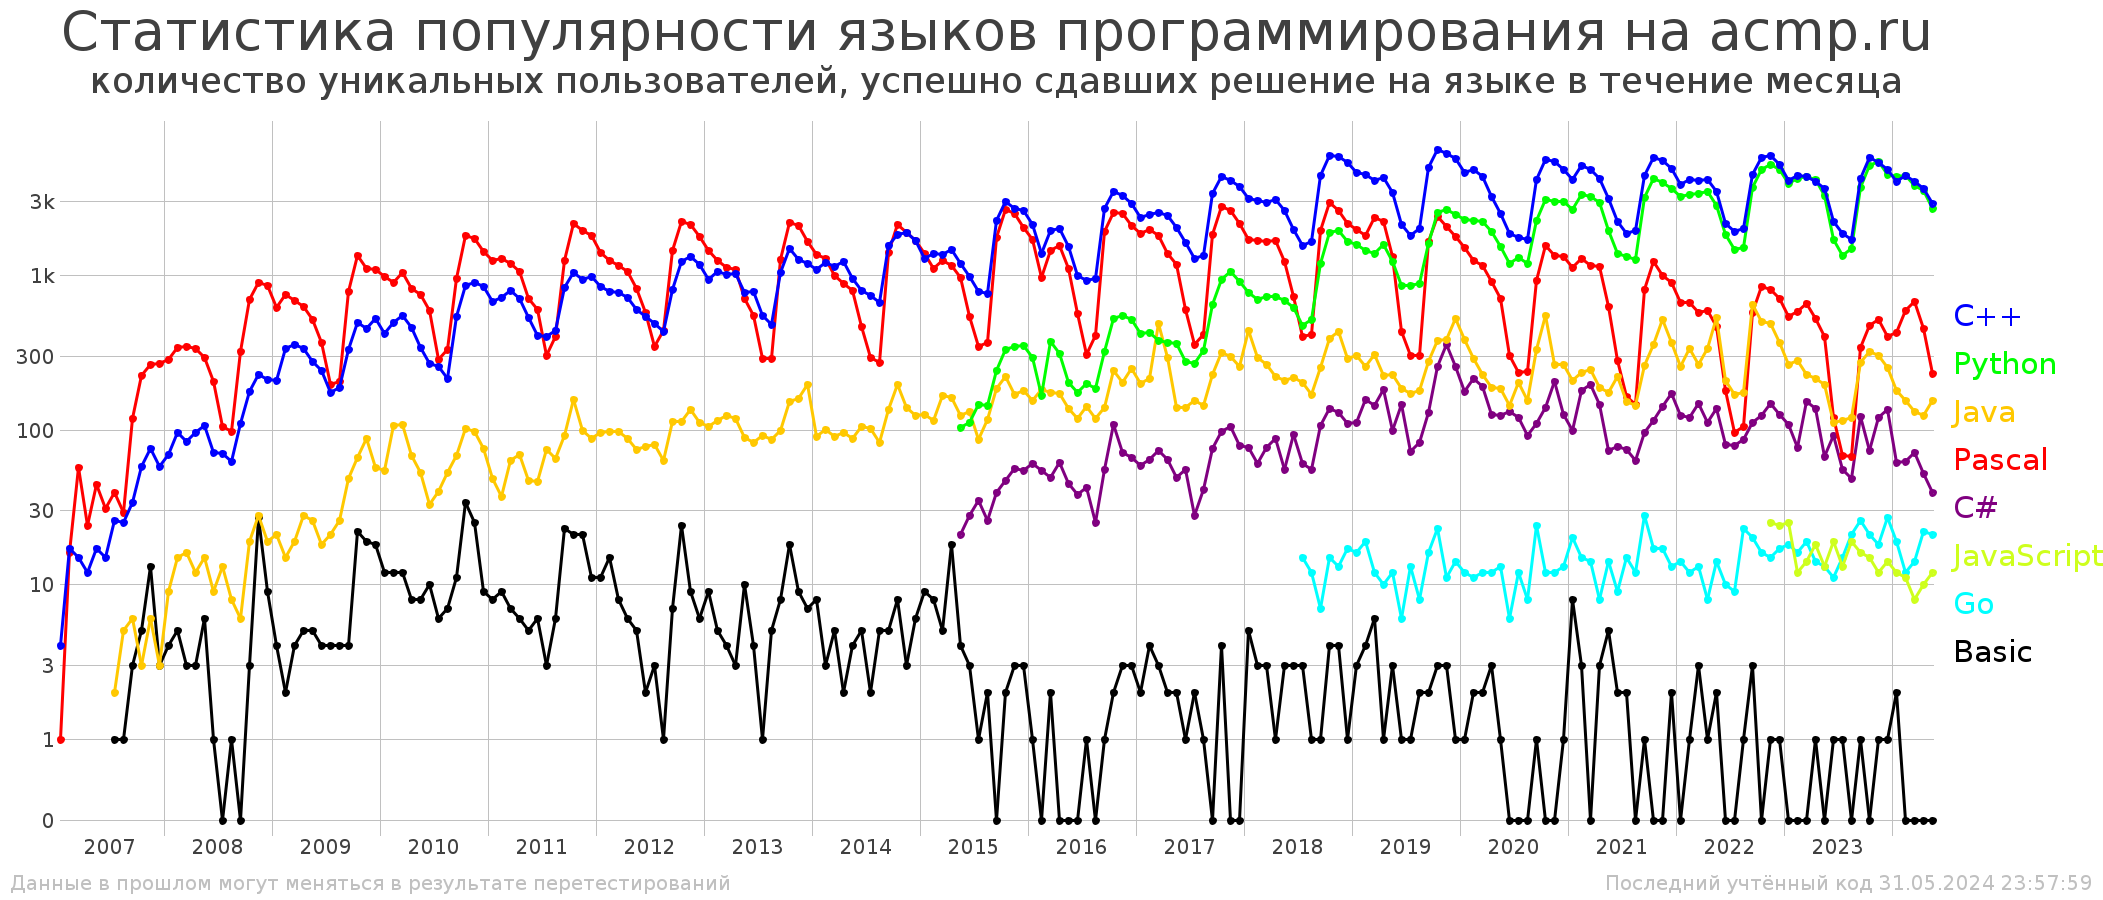 Статистика популярности языков программирования на acmp.ru
количество уникальных пользователей, успешно сдавших решение на языке в течение месяца
3k
1k
300
100
30
10
3
1
0
C++
Python
Java
Pascal
C#
JavaScript
Go
Basic
2007 2008 2009 2010 2011 2012 2013 2014 2015 2016 2017 2018 2019 2020 2021 2022 2023
Данные в прошлом могут меняться в результате перетестирований
Последний учтённый код 31.05.2024 23:57:59